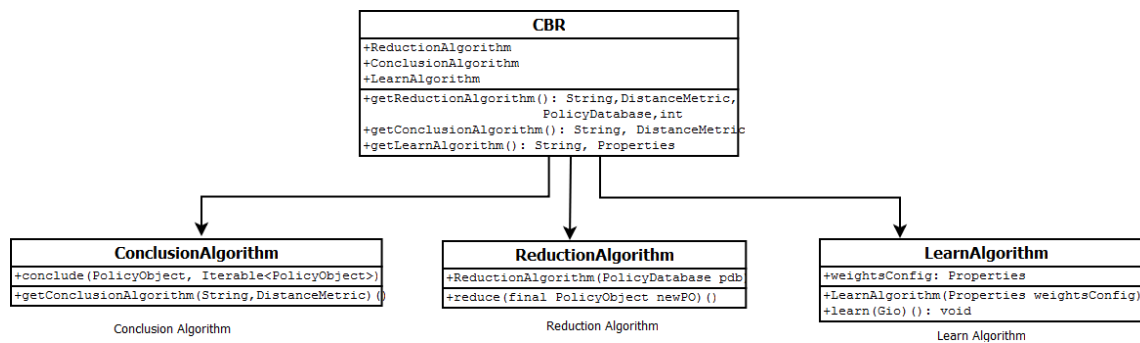 CBR
+ReductionAlgorithm
+ConclusionAlgorithm
+LearnAlgorithm
+getReductionAlgorithm(): String,DistanceMetric,
PolicyDatabase,int
+getConclusionAlgorithm(): String, DistanceMetric
+getLearnAlgorithm(): String, Properties
ConclusionAlgorithm
+conclude(PolicyObject, Iterable<PolicyObject>)
+getConclusionAlgorithm(String,DistanceMetric)()
Conclusion Algorithm
ReductionAlgorithm
+ReductionAlgorithm(PolicyDatabase pdb)
+reduce(final PolicyObject newPO)()
Reduction Algorithm
LearnAlgorithm
+weightsConfig: Properties
+LearnAlgorithm(Properties weightsConfig)
+learn(Gio)(): void
Learn Algorithm